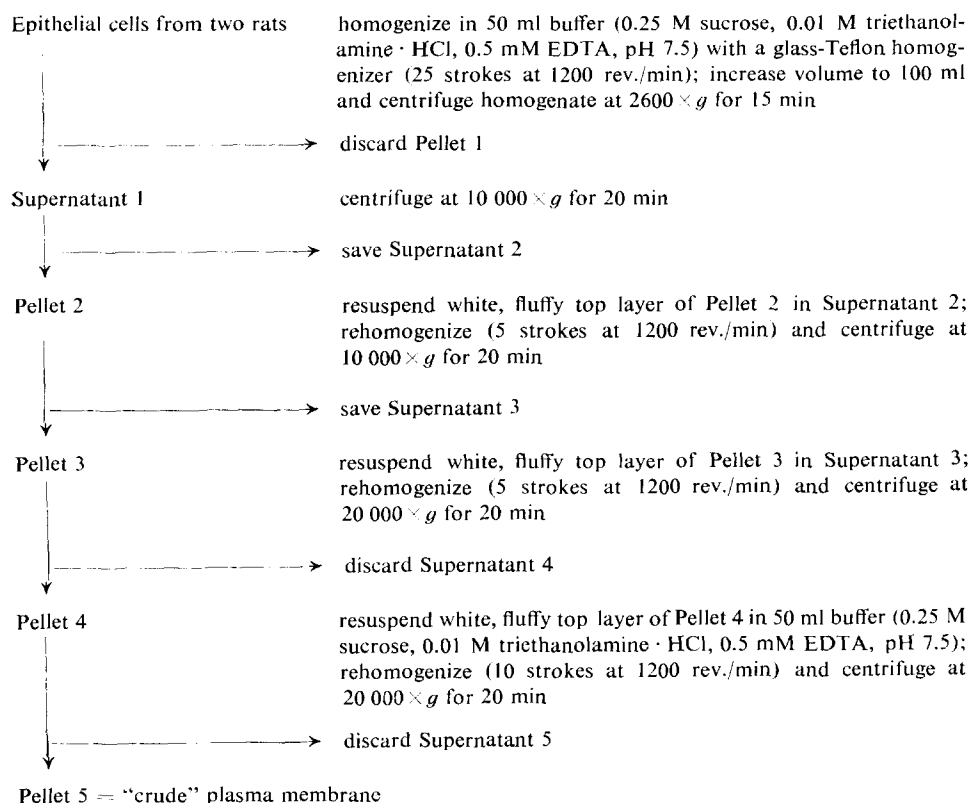 Epithelial cells from two rats homogenize in 50 ml buffer (0.25 M sucrose, 0.01 M triethanol-
amine · HCl, 0.5 mM EDTA, pH 7.5) with a glass-Teflon homog-
enizer (25 strokes at 1200 rev./min); increase volume to 100 ml
and centrifuge homogenate at 2600 × g for 15 min
discard Pellet 1
Supernatant 1 centrifuge at 10 000 × g for 20 min
save Supernatant 2
Pellet 2 resuspend white, fluffy top layer of Pellet 2 in Supernatant 2;
rehomogenize (5 strokes at 1200 rev./min) and centrifuge at
10 000 × g for 20 min
save Supernatant 3
Pellet 3 resuspend white, fluffy top layer of Pellet 3 in Supernatant 3;
rehomogenize (5 strokes at 1200 rev./min) and centrifuge at
20 000 × g for 20 min
discard Supernatant 4
Pellet 4 resuspend white, fluffy top layer of Pellet 4 in 50 ml buffer (0.25 M
sucrose, 0.01 M triethanolamine · HCl, 0.5 mM EDTA, pH 7.5);
rehomogenize (10 strokes at 1200 rev./min) and centrifuge at
20 000 × g for 20 min
discard Supernatant 5
Pellet 5 = “crude” plasma membrane